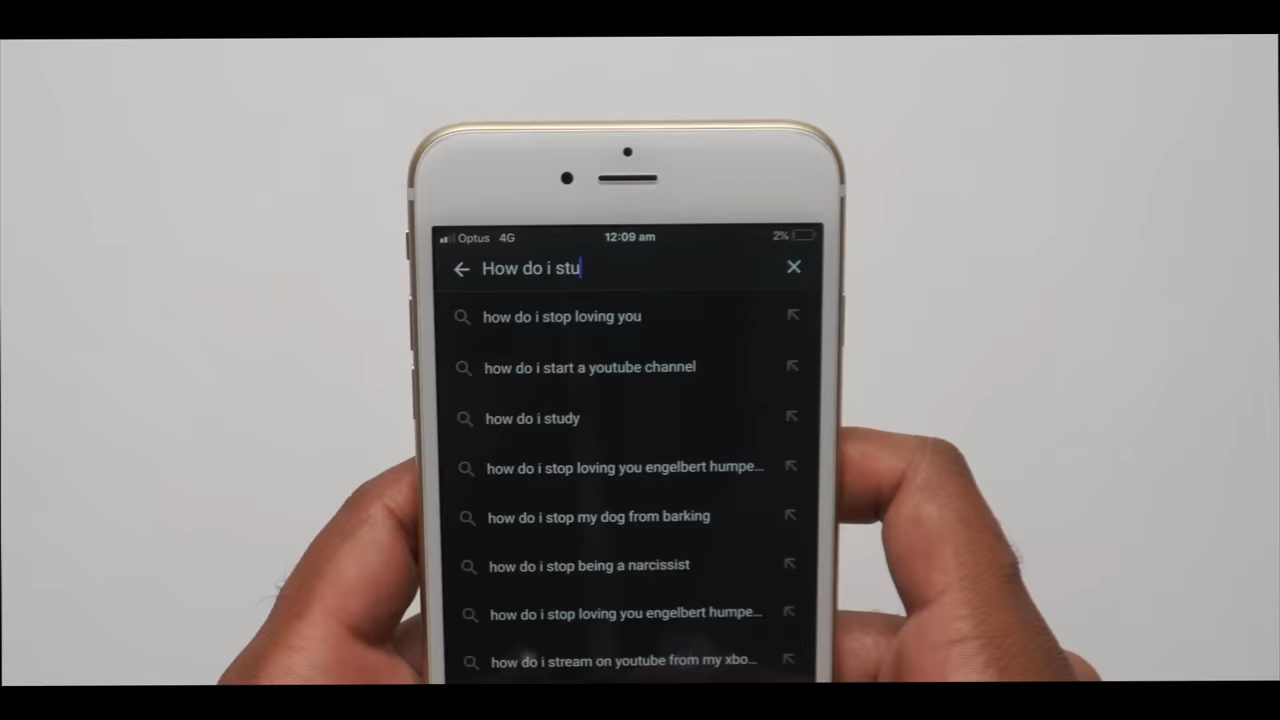 Optus 4G 12:09 am 2%
How do i stu
how do i stop loving you
how do i start a youtube channel
how do i study
how do i stop loving you engelbert humpe...
how do i stop my dog from barking
how do i stop being a narcissist
how do i stop loving you engelbert humpe...
how do i stream on youtube from my xbo...